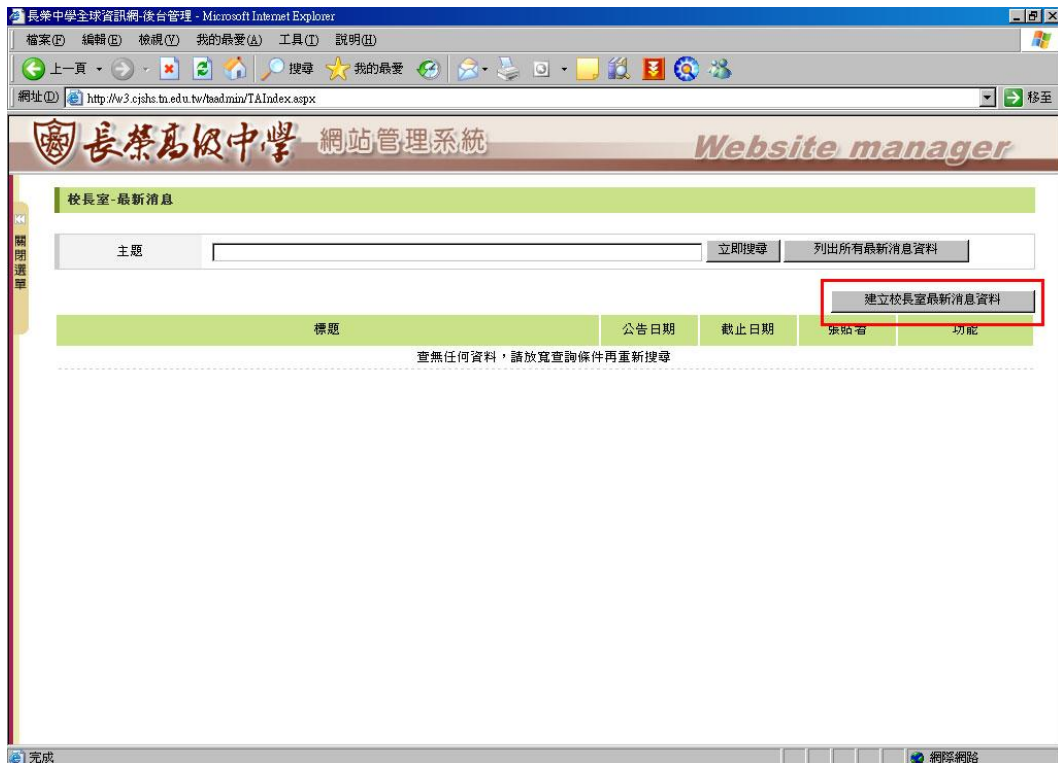 長榮中學全球資訊網-後台管理 - Microsoft Internet Explorer
檔案(F) 編輯(E) 檢視(V) 我的最愛(A) 工具(T) 說明(H)
上一頁 搜尋 我的最愛
網址(D) http://w3.cjshs.tn.edu.tw/taadmin/TAIndex.aspx 移至
長榮高級中學 網站管理系統 Website manager
校長室-最新消息
關閉選單
主題 立即搜尋 列出所有最新消息資料
建立校長室最新消息資料
標題 公告日期 截止日期 張貼者 功能
查無任何資料,請放寬查詢條件再重新搜尋
完成 網際網路